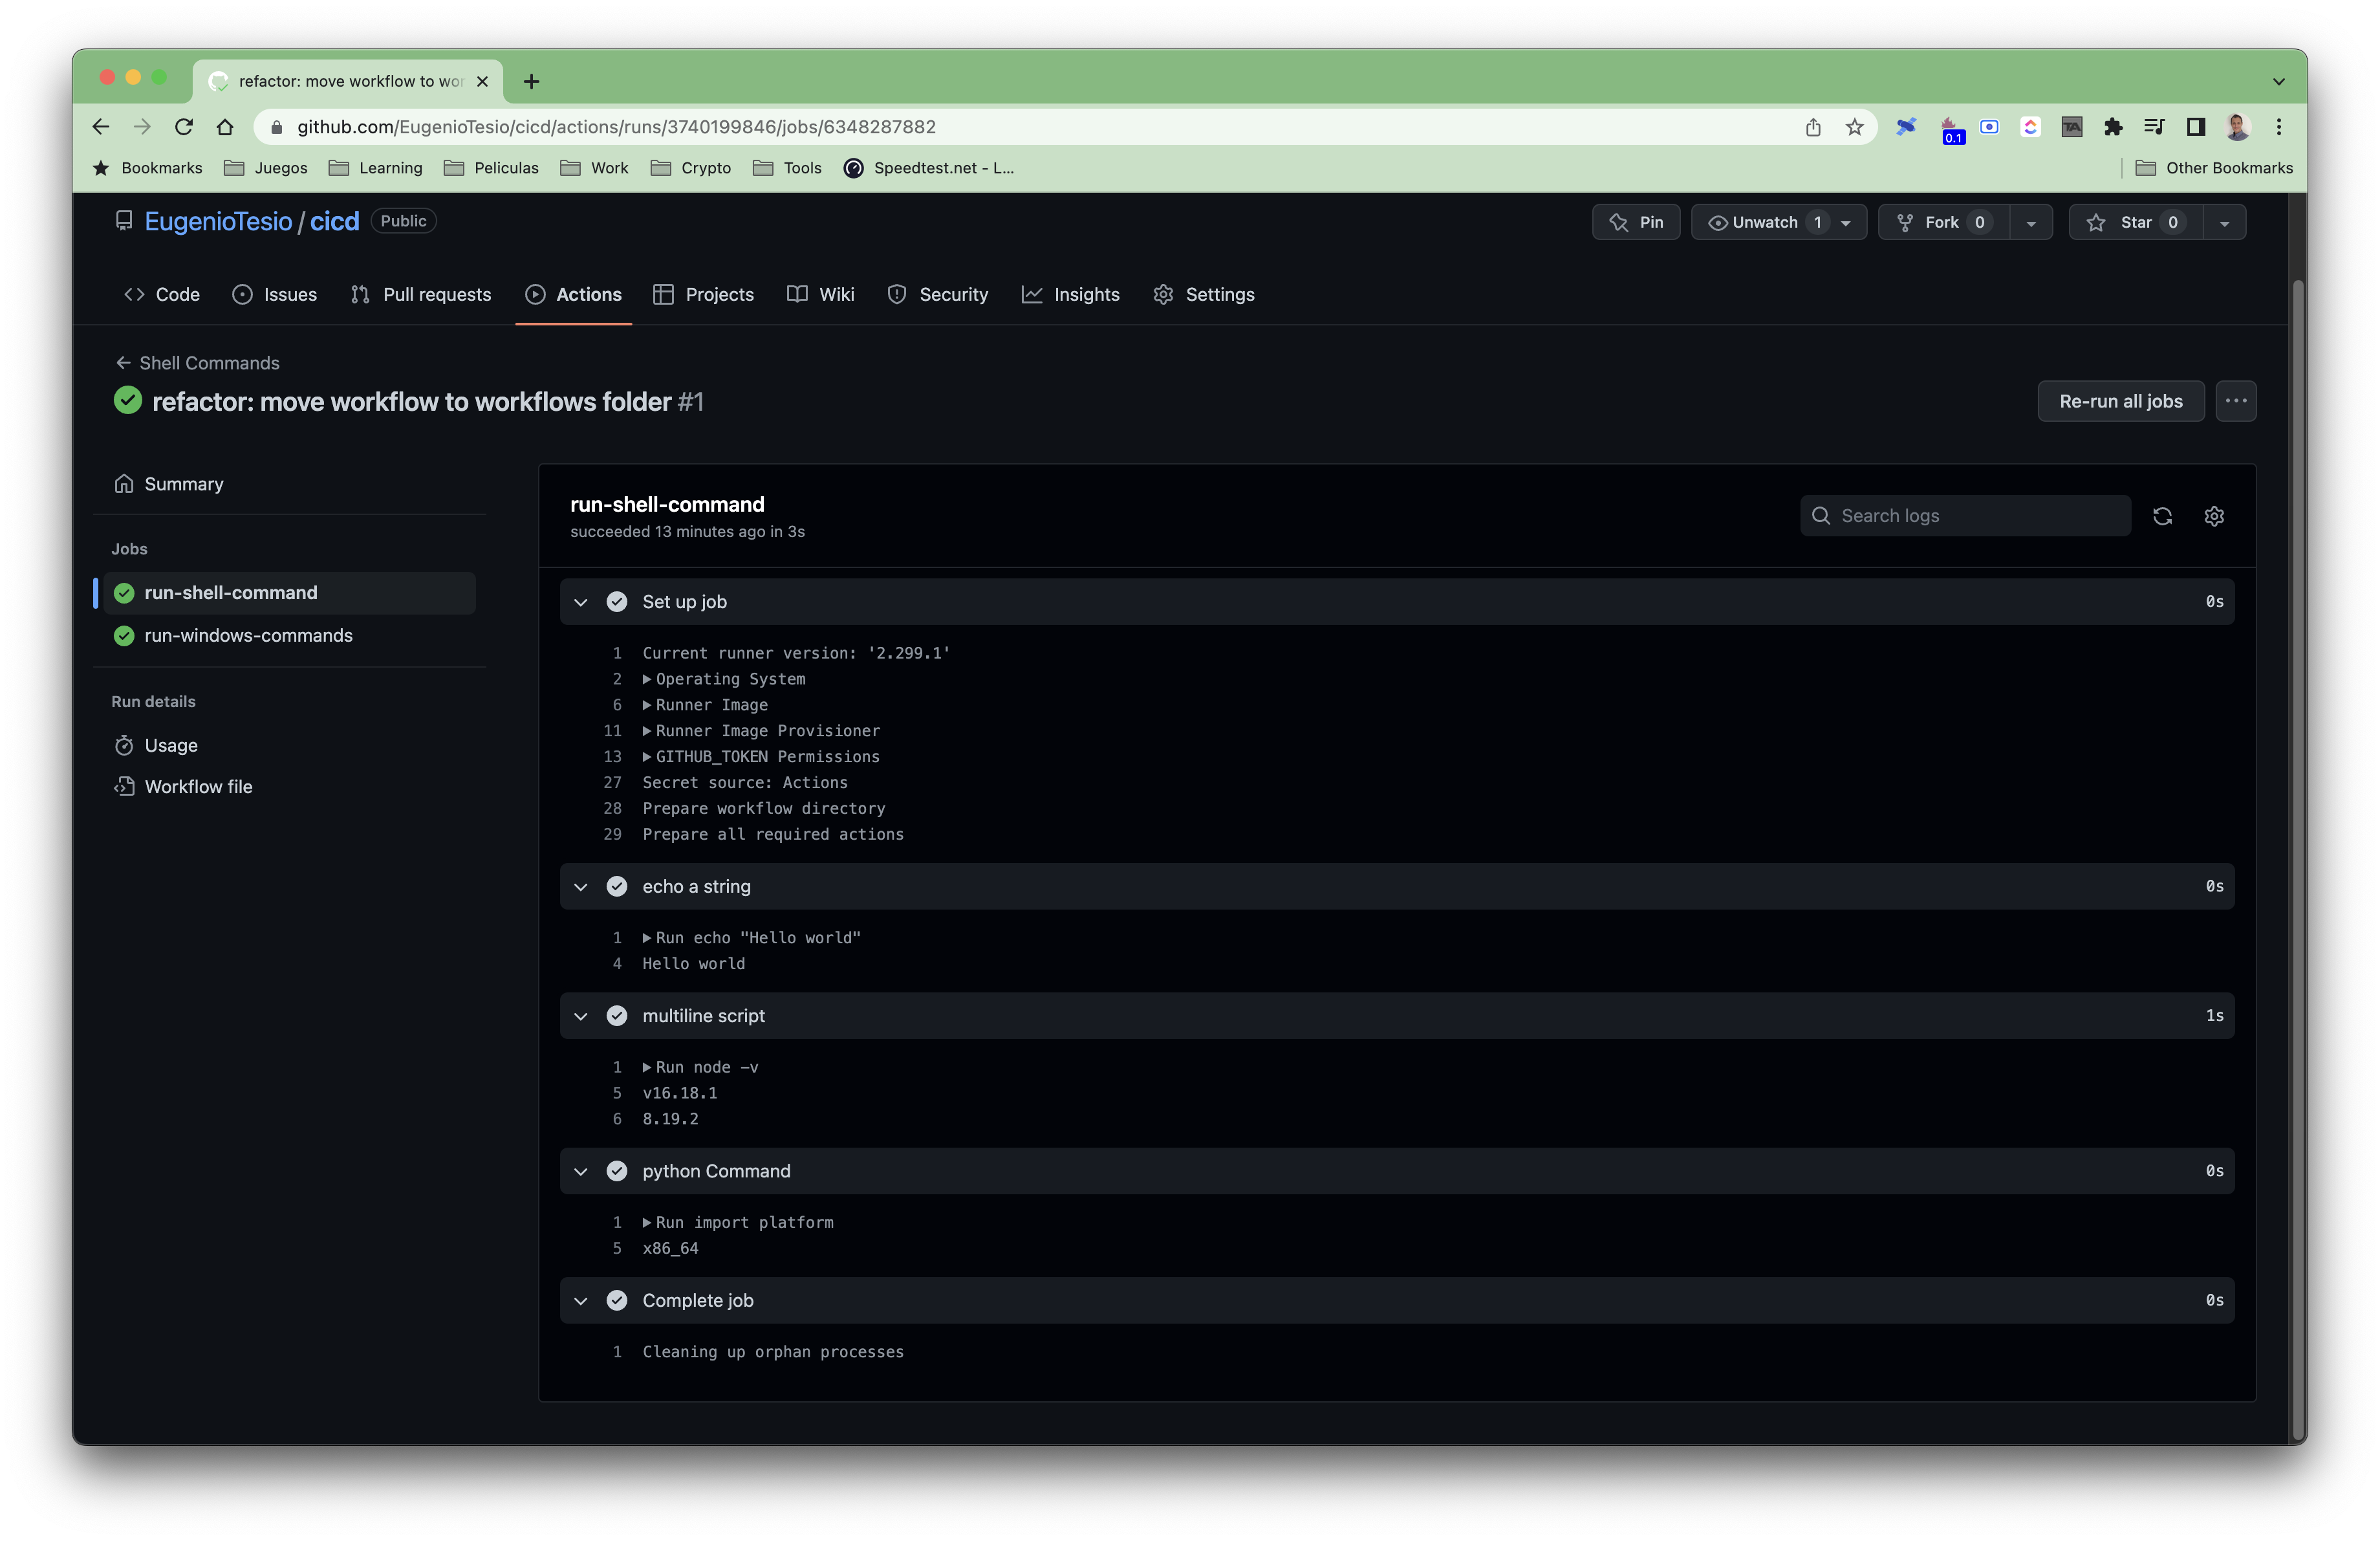 refactor: move workflow to wor
github.com/EugenioTesio/cicd/actions/runs/3740199846/jobs/6348287882
0.1
TA
Bookmarks Juegos Learning Peliculas Work Crypto Tools Speedtest.net - L... Other Bookmarks
EugenioTesio / cicd Public
Pin Unwatch 1 Fork 0 Star 0
Code Issues Pull requests Actions Projects Wiki Security Insights Settings
Shell Commands
refactor: move workflow to workflows folder #1
Re-run all jobs
Summary
Jobs
run-shell-command
run-windows-commands
Run details
Usage
Workflow file
run-shell-command
succeeded 13 minutes ago in 3s
Search logs
Set up job 0s
1 Current runner version: '2.299.1'
2 Operating System
6 Runner Image
11 Runner Image Provisioner
13 GITHUB_TOKEN Permissions
27 Secret source: Actions
28 Prepare workflow directory
29 Prepare all required actions
echo a string 0s
1 Run echo "Hello world"
4 Hello world
multiline script 1s
1 Run node -v
5 v16.18.1
6 8.19.2
python Command 0s
1 Run import platform
5 x86_64
Complete job 0s
1 Cleaning up orphan processes